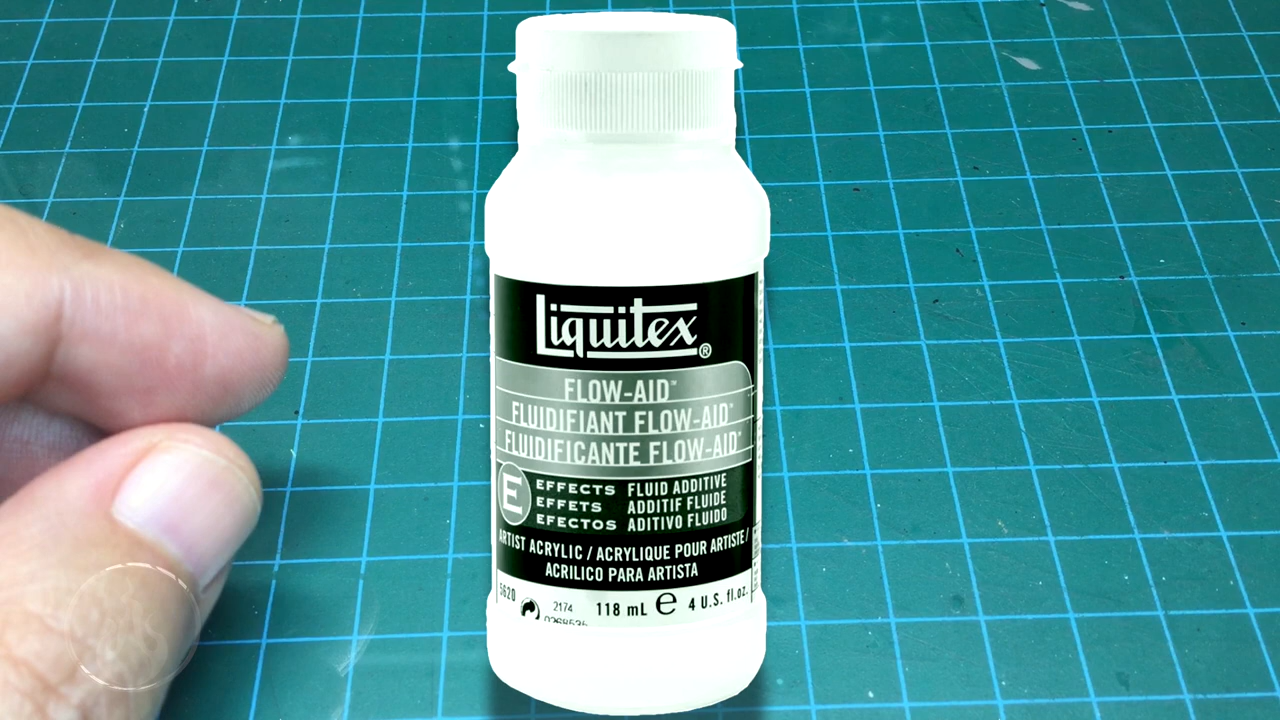 Liquitex®
FLOW-AID™
FLUIDIFIANT FLOW-AID™
FLUIDIFICANTE FLOW-AID™
E
EFFECTS FLUID ADDITIVE
EFFETS ADDITIF FLUIDE
EFECTOS ADITIVO FLUIDO
ARTIST ACRYLIC / ACRYLIQUE POUR ARTISTE /
ACRILICO PARA ARTISTA
5620
2174
118 mL e 4 U.S. fl.oz.